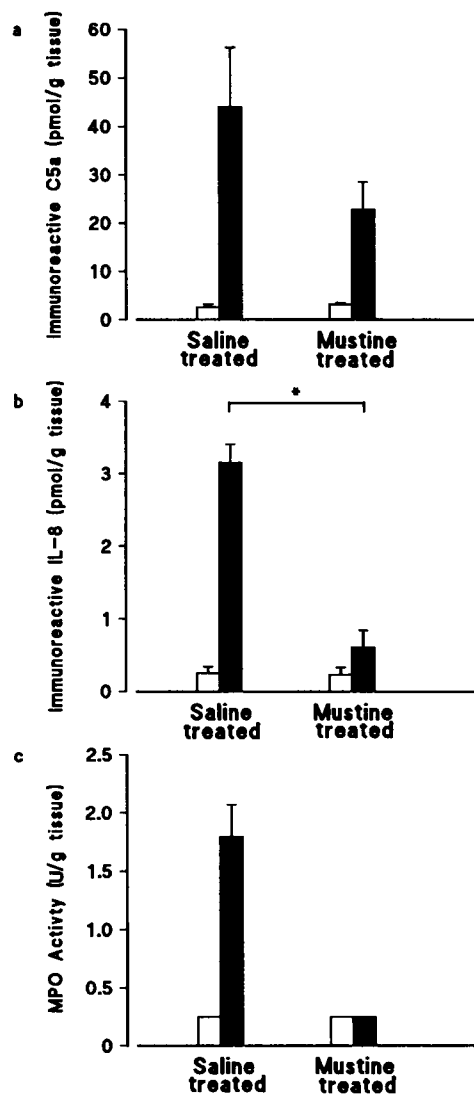 a
Immunoreactive C5a (pmol/g tissue)
60
50
40
30
20
10
0
Saline
treated
Mustine
treated
b
Immunoreactive IL-8 (pmol/g tissue)
*
4
3
2
1
0
Saline
treated
Mustine
treated
c
MPO Activty (U/g tissue)
2.5
2.0
1.5
1.0
0.5
0
Saline
treated
Mustine
treated